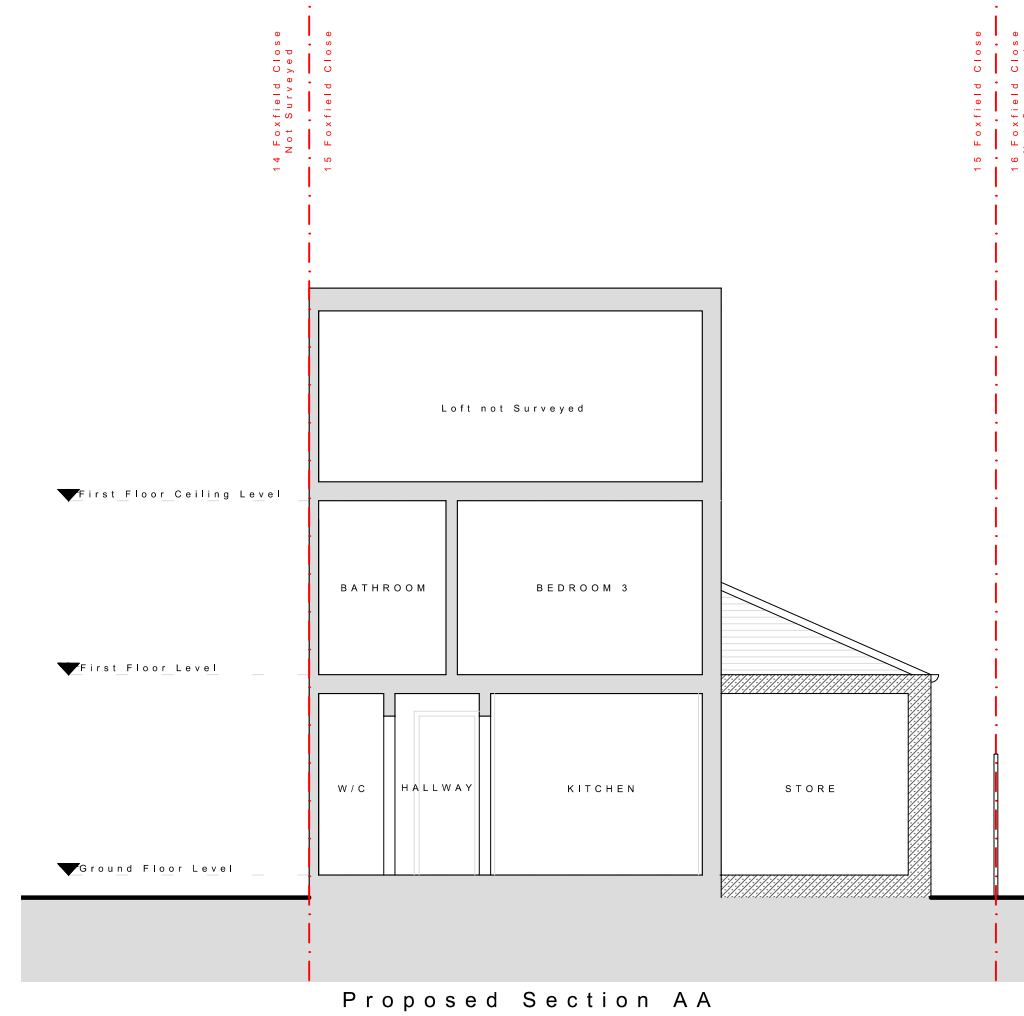 14 Foxfield Close
Not Surveyed
15 Foxfield Close
15 Foxfield Close
16 Foxfield Close
Loft not Surveyed
First Floor Ceiling Level
BATHROOM
BEDROOM 3
First Floor Level
W/C
HALLWAY
KITCHEN
STORE
Ground Floor Level
Proposed Section AA